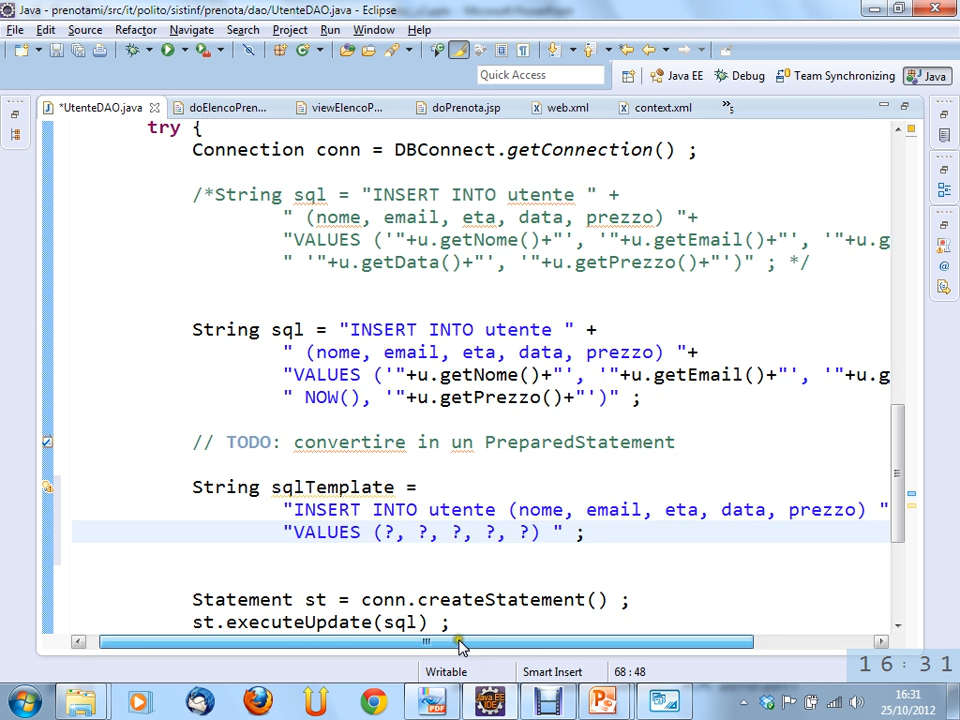 Java - prenotami/src/it/polito/sistinf/prenota/dao/UtenteDAO.java - Eclipse
File Edit Source Refactor Navigate Search Project Run Window Help
Quick Access
Java EE Debug Team Synchronizing Java
*UtenteDAO.java doElencoPren... viewElencoP... doPrenota.jsp web.xml context.xml »5
try {
Connection conn = DBConnect.getConnection() ;
/*String sql = "INSERT INTO utente " +
" (nome, email, eta, data, prezzo) "+
"VALUES ('"+u.getNome()+"', '"+u.getEmail()+"', '"+u.g
" '"+u.getData()+"', '"+u.getPrezzo()+"')" ; */
String sql = "INSERT INTO utente " +
" (nome, email, eta, data, prezzo) "+
"VALUES ('"+u.getNome()+"', '"+u.getEmail()+"', '"+u.g
" NOW(), '"+u.getPrezzo()+"')" ;
// TODO: convertire in un PreparedStatement
String sqlTemplate =
"INSERT INTO utente (nome, email, eta, data, prezzo) "
"VALUES (?, ?, ?, ?, ?) " ;
Statement st = conn.createStatement() ;
st.executeUpdate(sql) ;
Writable Smart Insert 68 : 48
16:31
16:31
25/10/2012